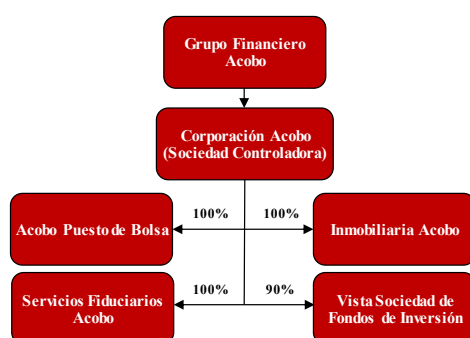 Grupo Financiero
Acobo
Corporación Acobo
(Sociedad Controladora)
100%
100%
Acobo Puesto de Bolsa
Inmobiliaria Acobo
100%
90%
Servicios Fiduciarios
Acobo
Vista Sociedad de
Fondos de Inversión